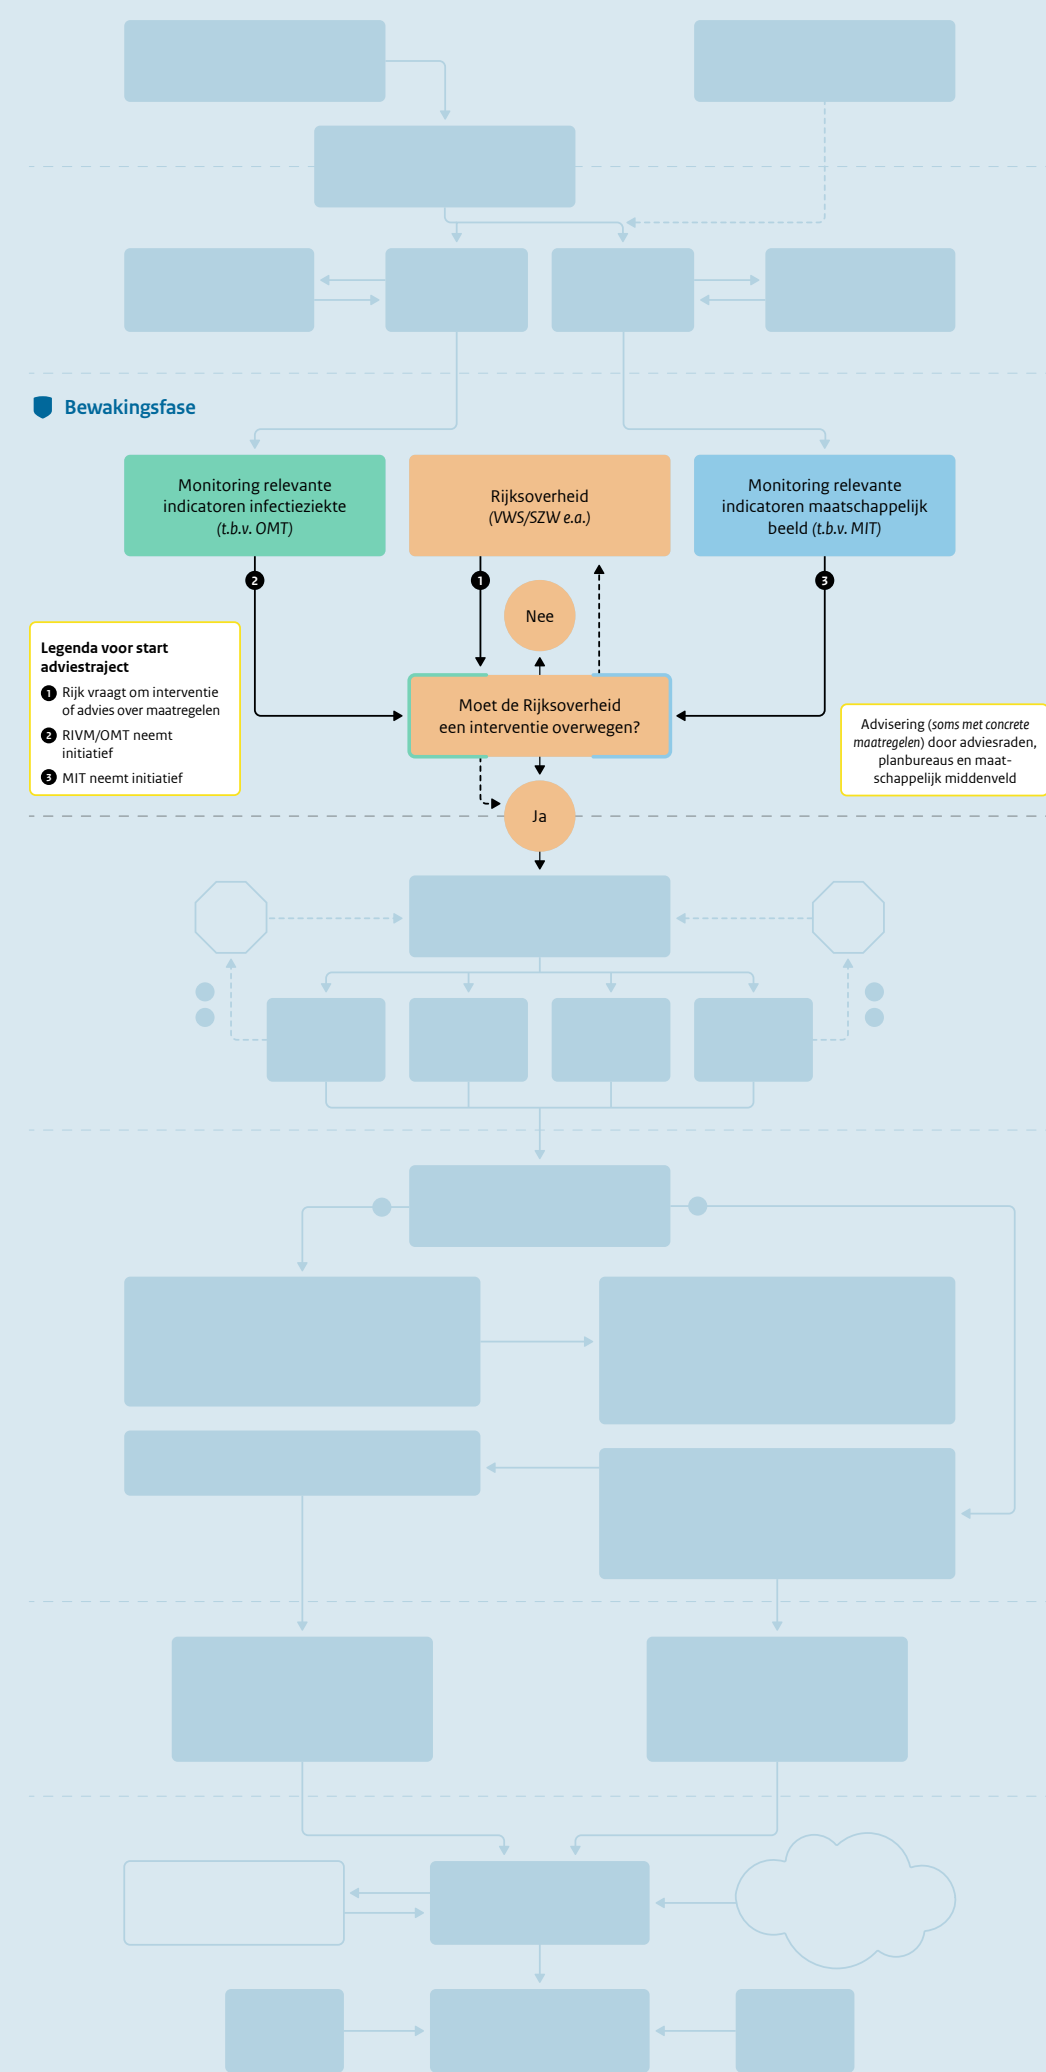 Bewakingsfase
Monitoring relevante
indicatoren infectieziekte
(t.b.v. OMT)
Rijksoverheid
(VWS/SZW e.a.)
Monitoring relevante
indicatoren maatschappelijk
beeld (t.b.v. MIT)
2
1
3
Nee
Legenda voor start
adviestraject
1 Rijk vraagt om interventie
of advies over maatregelen
2 RIVM/OMT neemt
initiatief
3 MIT neemt initiatief
Moet de Rijksoverheid
een interventie overwegen?
Advisering (soms met concrete
maatregelen) door adviesraden,
planbureaus en maat-
schappelijk middenveld
Ja